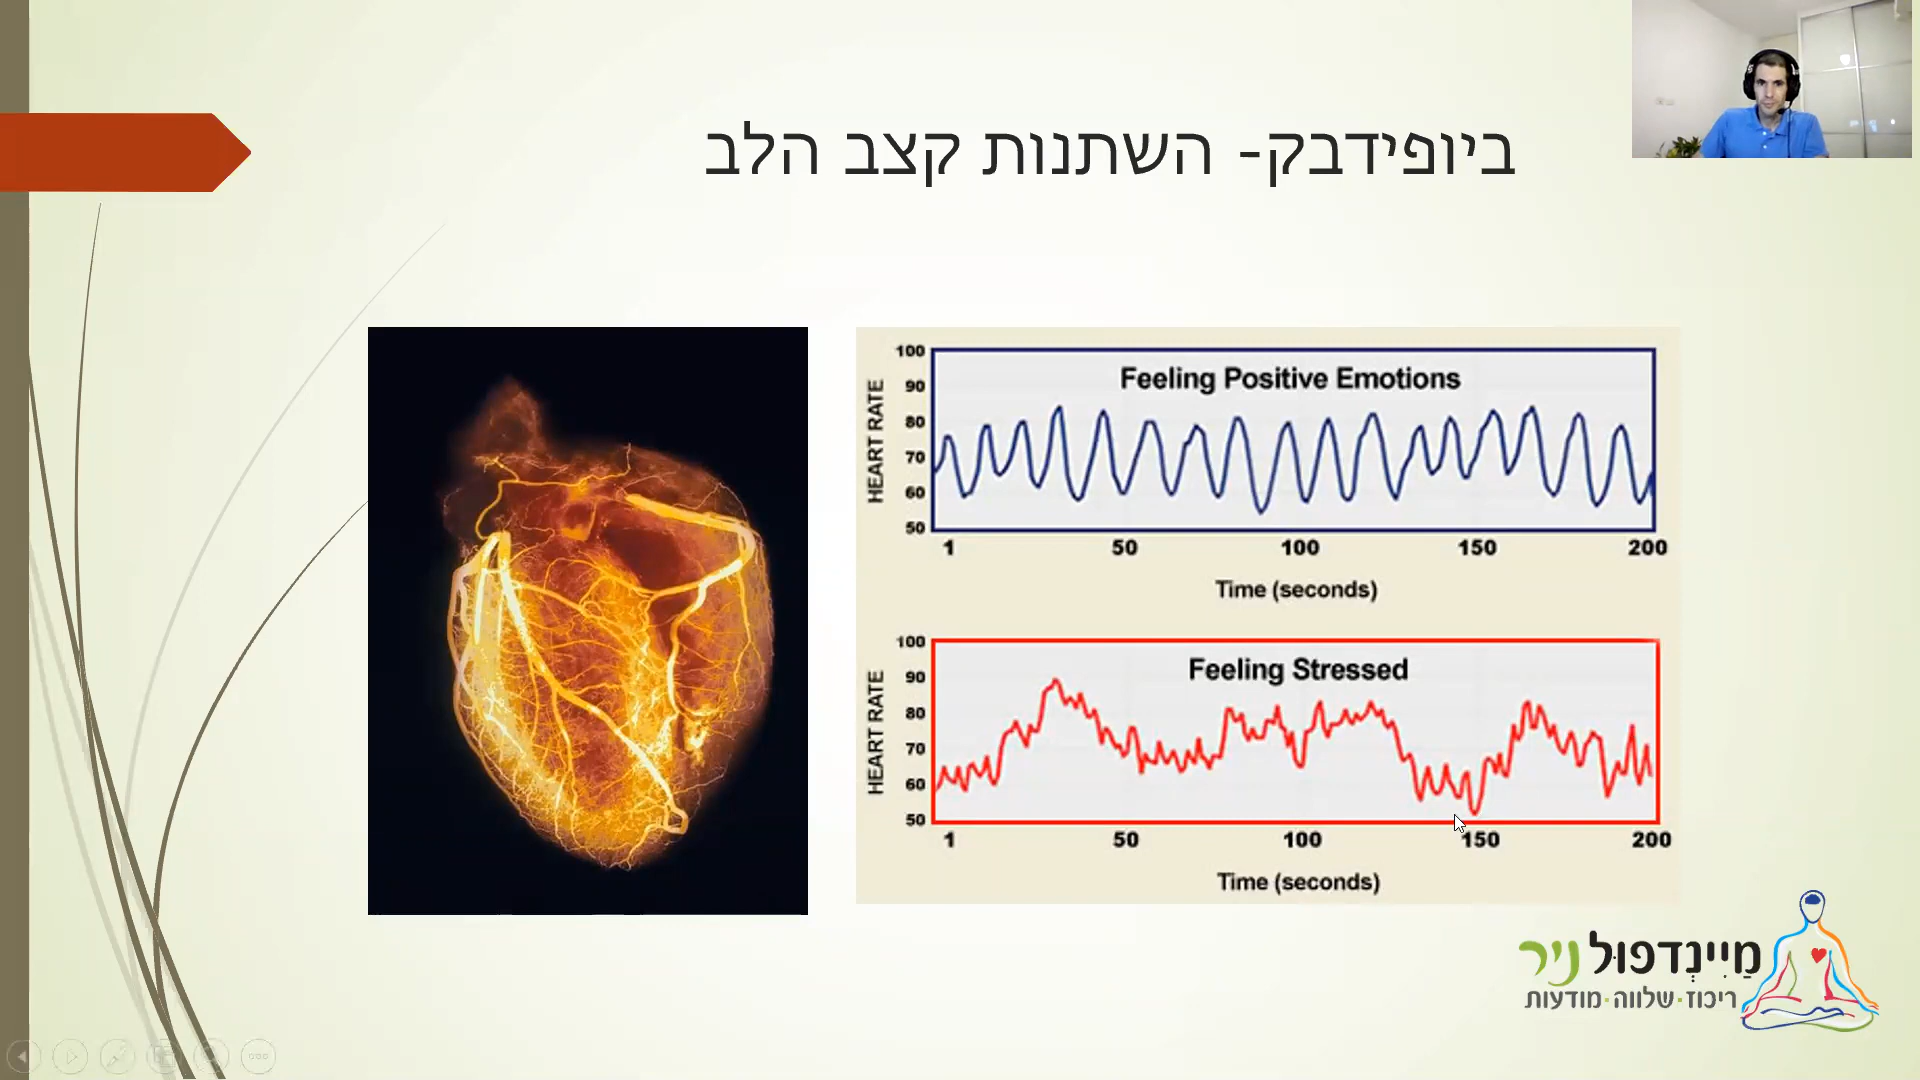 ביופידבק- השתנות קצב הלב
Feeling Positive Emotions
HEART RATE
100
90
80
70
60
50
1 50 100 150 200
Time (seconds)
Feeling Stressed
HEART RATE
100
90
80
70
60
50
1 50 100 150 200
Time (seconds)
מַיינְדפוּל ניר
ריכוז·שלווה·מודעות